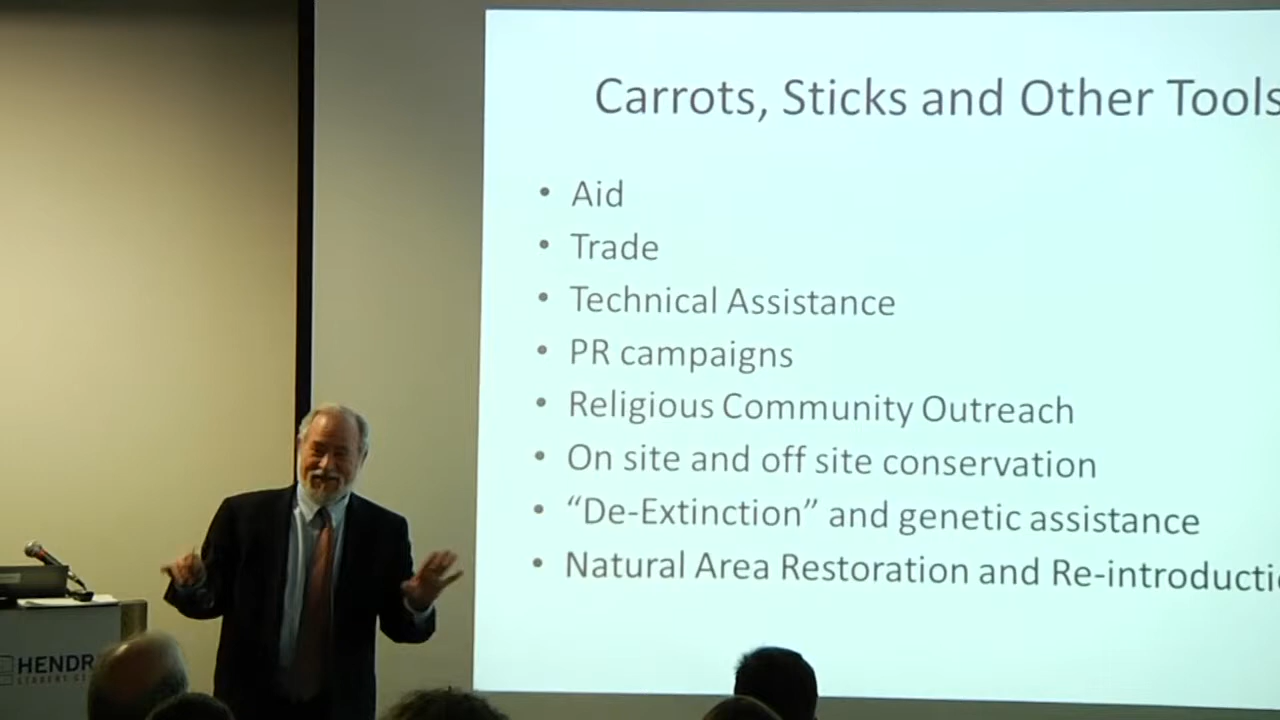 Carrots, Sticks and Other Tools
• Aid
• Trade
• Technical Assistance
• PR campaigns
• Religious Community Outreach
• On site and off site conservation
• “De-Extinction” and genetic assistance
• Natural Area Restoration and Re-introducti
HENDR